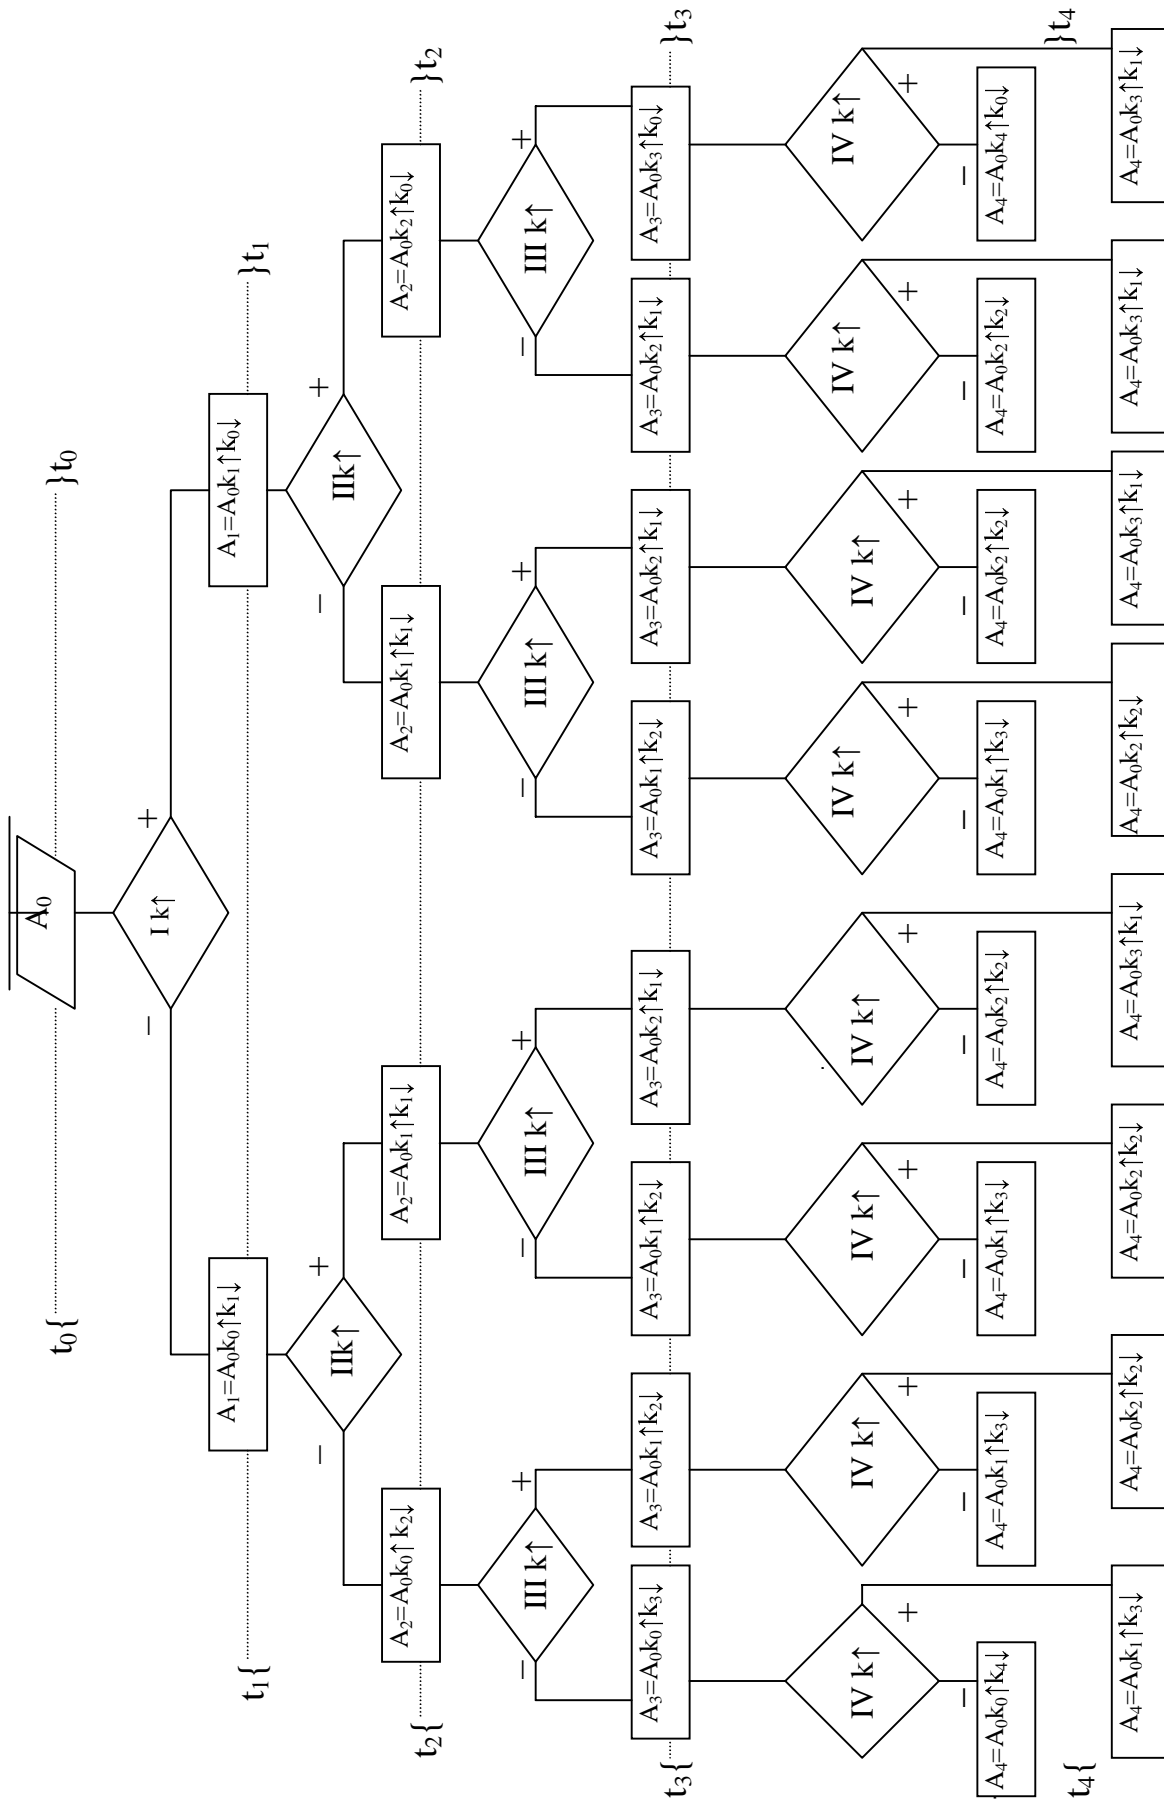 t₀{ A₀ }t₀
− I k↑ +
t₁{ A₁=A₀k₀↑k₁↓ A₁=A₀k₁↑k₀↓ }t₁
− IIk↑ + − IIk↑ +
t₂{ A₂=A₀k₀↑k₂↓ A₂=A₀k₁↑k₁↓ A₂=A₀k₁↑k₁↓ A₂=A₀k₂↑k₀↓ }t₂
− III k↑ + − III k↑ + − III k↑ + − III k↑ +
t₃{ A₃=A₀k₀↑k₃↓ A₃=A₀k₁↑k₂↓ A₃=A₀k₁↑k₂↓ A₃=A₀k₂↑k₁↓ A₃=A₀k₁↑k₂↓ A₃=A₀k₂↑k₁↓ A₃=A₀k₂↑k₁↓ A₃=A₀k₃↑k₀↓ }t₃
IV k↑ IV k↑ IV k↑ IV k↑ IV k↑ IV k↑ IV k↑ IV k↑
− + − + − + − + − + − + − + − +
A₄=A₀k₀↑k₄↓ A₄=A₀k₁↑k₃↓ A₄=A₀k₁↑k₃↓ A₄=A₀k₂↑k₂↓ A₄=A₀k₁↑k₃↓ A₄=A₀k₂↑k₂↓ A₄=A₀k₂↑k₂↓ A₄=A₀k₄↑k₀↓
t₄{ }t₄
A₄=A₀k₁↑k₃↓ A₄=A₀k₂↑k₂↓ A₄=A₀k₂↑k₂↓ A₄=A₀k₃↑k₁↓ A₄=A₀k₂↑k₂↓ A₄=A₀k₃↑k₁↓ A₄=A₀k₃↑k₁↓ A₄=A₀k₃↑k₁↓